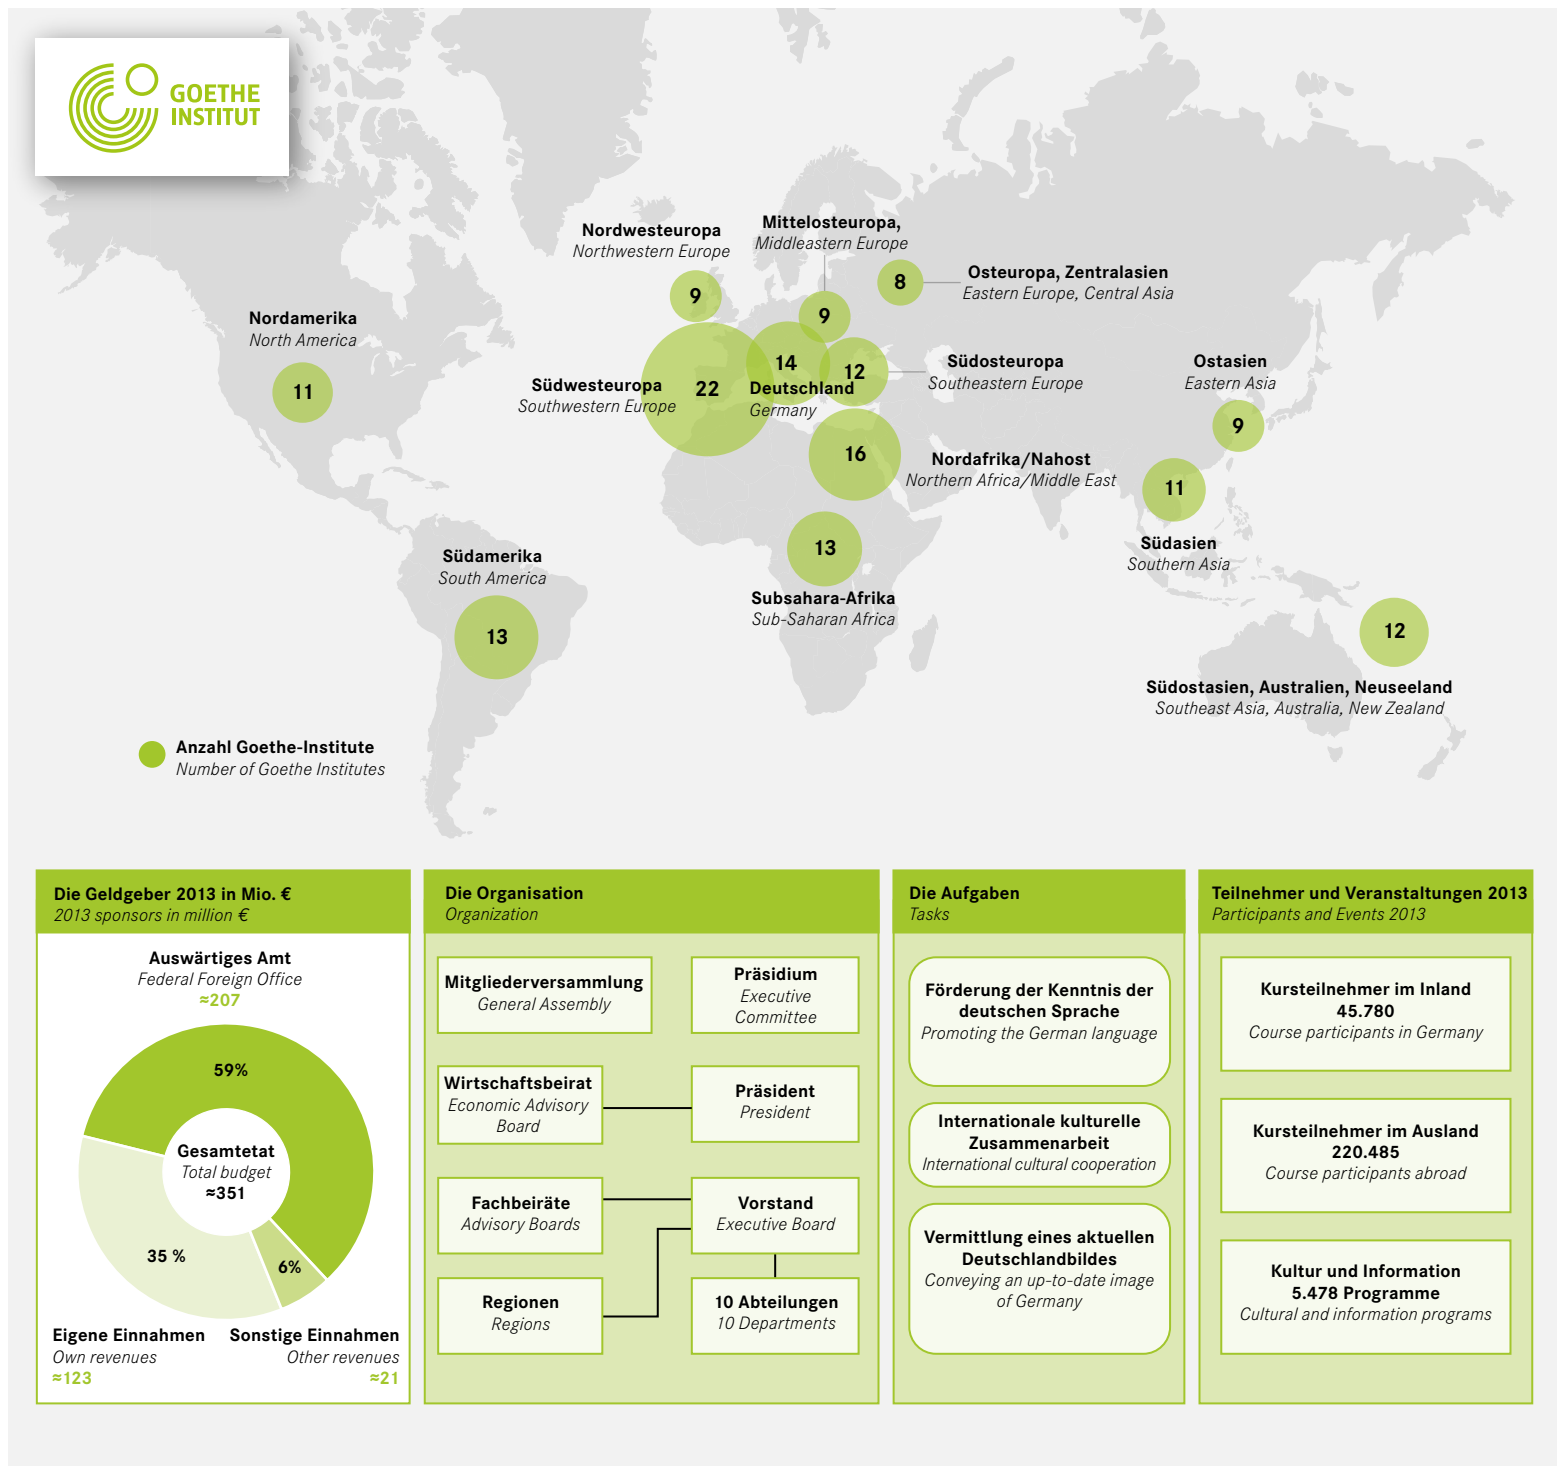 GOETHE
INSTITUT
Nordwesteuropa
Northwestern Europe
9
Mittelosteuropa,
Middleastern Europe
9
8
Osteuropa, Zentralasien
Eastern Europe, Central Asia
Nordamerika
North America
11
Südwesteuropa
Southwestern Europe
22
14
Deutschland
Germany
12
Südosteuropa
Southeastern Europe
Ostasien
Eastern Asia
9
16
Nordafrika/Nahost
Northern Africa/Middle East
11
Südasien
Southern Asia
Südamerika
South America
13
13
Subsahara-Afrika
Sub-Saharan Africa
12
Südostasien, Australien, Neuseeland
Southeast Asia, Australia, New Zealand
Anzahl Goethe-Institute
Number of Goethe Institutes
Die Geldgeber 2013 in Mio. €
2013 sponsors in million €
Auswärtiges Amt
Federal Foreign Office
≈207
59%
Gesamtetat
Total budget
≈351
35 %
6%
Eigene Einnahmen
Own revenues
≈123
Sonstige Einnahmen
Other revenues
≈21
Die Organisation
Organization
Mitgliederversammlung
General Assembly
Präsidium
Executive
Committee
Wirtschaftsbeirat
Economic Advisory
Board
Präsident
President
Fachbeiräte
Advisory Boards
Vorstand
Executive Board
Regionen
Regions
10 Abteilungen
10 Departments
Die Aufgaben
Tasks
Förderung der Kenntnis der
deutschen Sprache
Promoting the German language
Internationale kulturelle
Zusammenarbeit
International cultural cooperation
Vermittlung eines aktuellen
Deutschlandbildes
Conveying an up-to-date image
of Germany
Teilnehmer und Veranstaltungen 2013
Participants and Events 2013
Kursteilnehmer im Inland
45.780
Course participants in Germany
Kursteilnehmer im Ausland
220.485
Course participants abroad
Kultur und Information
5.478 Programme
Cultural and information programs